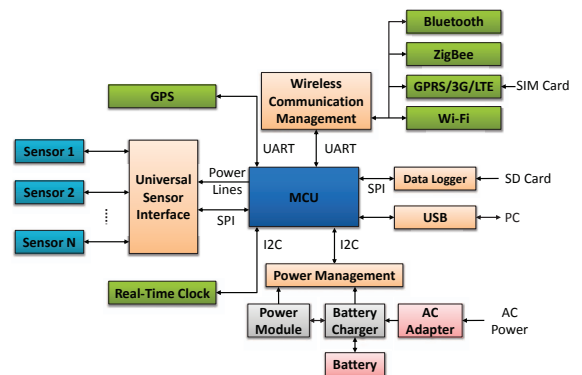 Bluetooth
ZigBee
GPRS/3G/LTE
SIM Card
Wi-Fi
Wireless
Communication
Management
GPS
UART
UART
Sensor 1
Sensor 2
......
Sensor N
Universal
Sensor
Interface
Power
Lines
SPI
MCU
SPI
Data Logger
SD Card
USB
PC
I2C
I2C
Real-Time Clock
Power Management
Power
Module
Battery
Charger
AC
Adapter
AC
Power
Battery